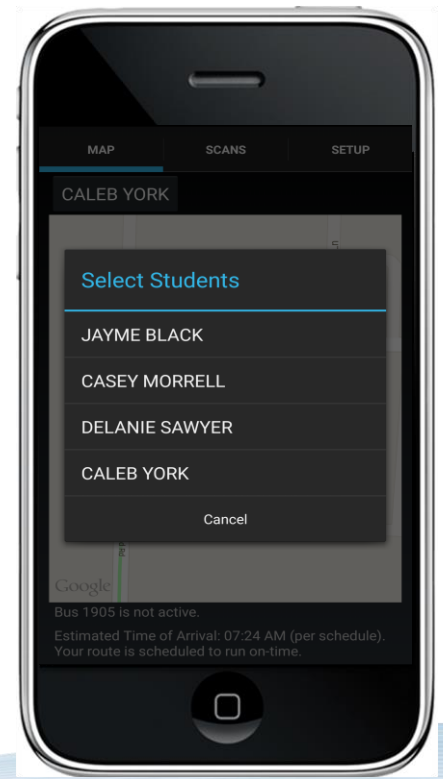 MAP SCANS SETUP
CALEB YORK
Select Students
JAYME BLACK
CASEY MORRELL
DELANIE SAWYER
CALEB YORK
Cancel
Rd
Google
Bus 1905 is not active.
Estimated Time of Arrival: 07:24 AM (per schedule).
Your route is scheduled to run on-time.